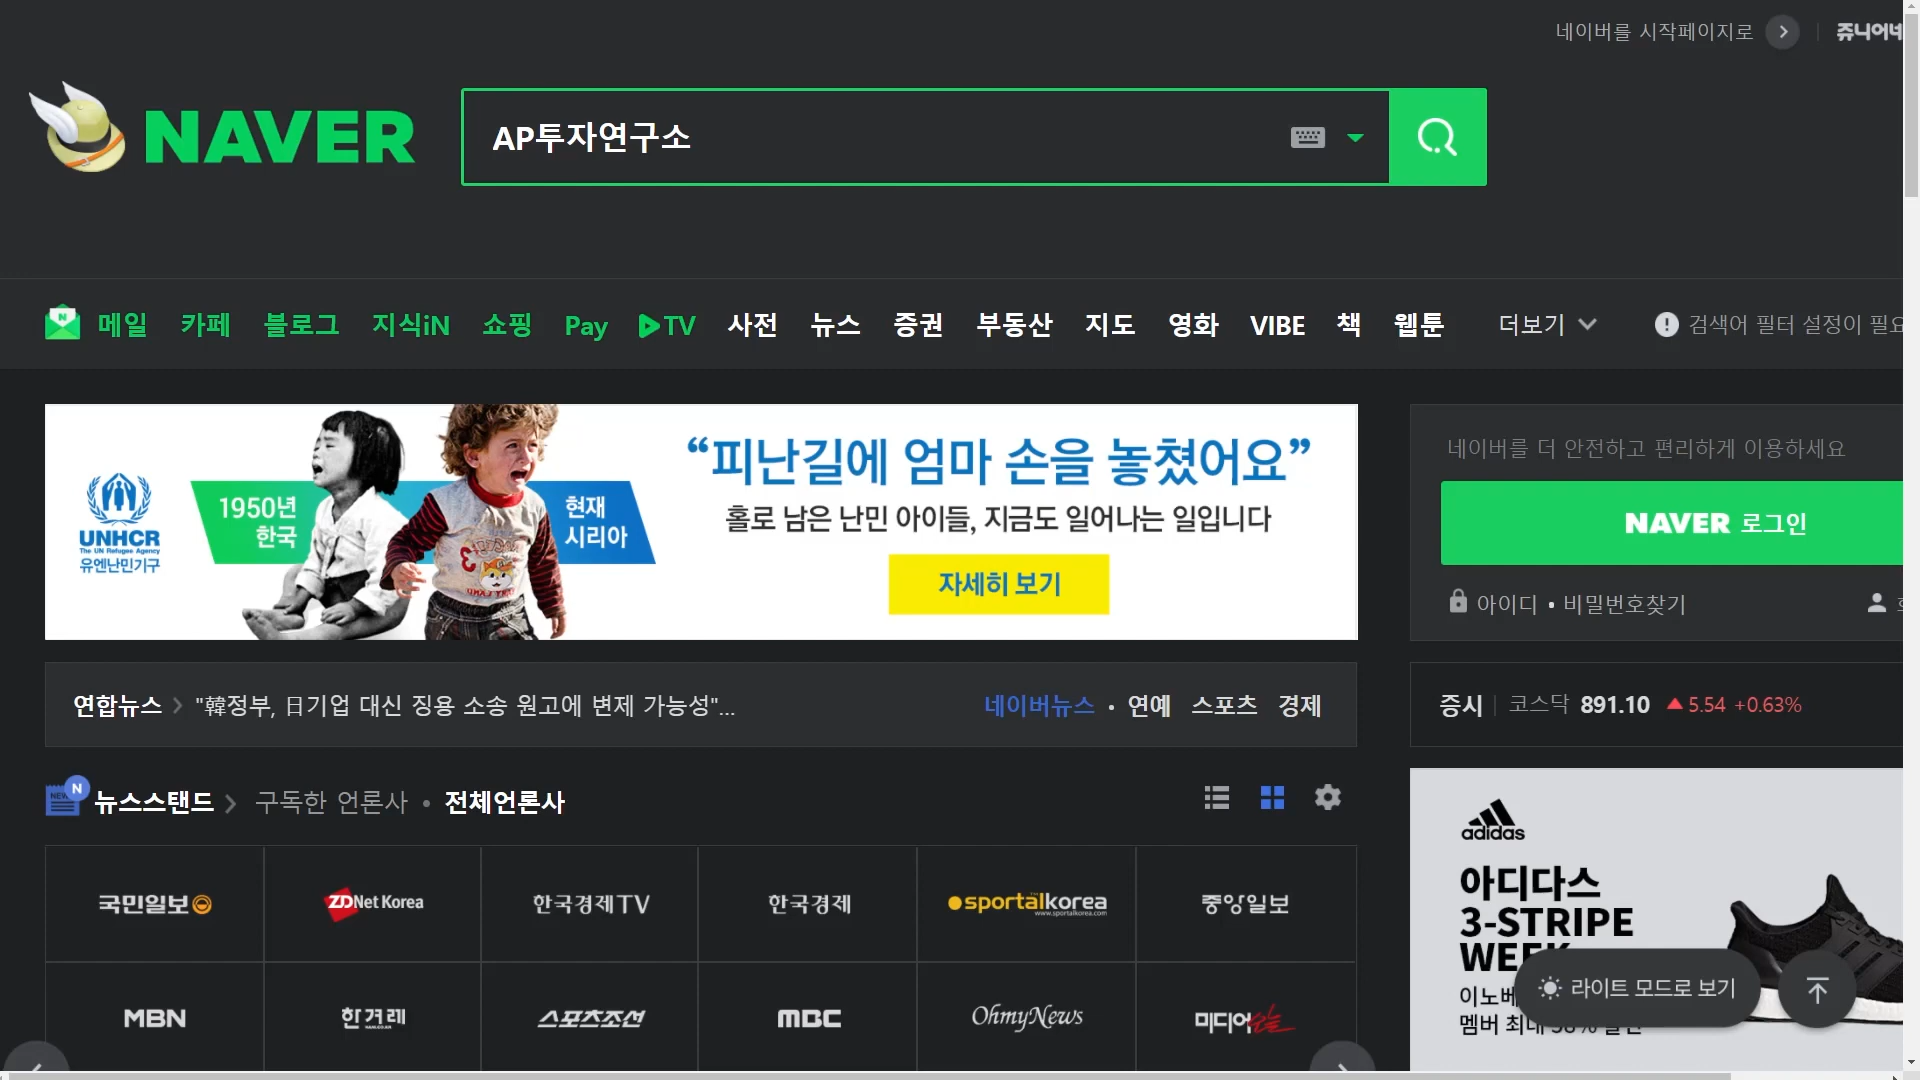 네이버를 시작페이지로
쥬니어네
NAVER
AP투자연구소
메일 카페 블로그 지식iN 쇼핑 Pay TV 사전 뉴스 증권 부동산 지도 영화 VIBE 책 웹툰 더보기
검색어 필터 설정이 필요
UNHCR
The UN Refugee Agency
유엔난민기구
1950년
한국
현재
시리아
“피난길에 엄마 손을 놓쳤어요”
홀로 남은 난민 아이들, 지금도 일어나는 일입니다
자세히 보기
네이버를 더 안전하고 편리하게 이용하세요
NAVER 로그인
아이디 • 비밀번호찾기
연합뉴스 "韓정부, 日기업 대신 징용 소송 원고에 변제 가능성"...
네이버뉴스 • 연예 스포츠 경제
증시 코스닥 891.10 ▲ 5.54 +0.63%
N
NEWS
뉴스스탠드 구독한 언론사 • 전체언론사
국민일보 ZDNet Korea 한국경제TV 한국경제 sportalkorea 중앙일보
www.sportalkorea.com
MBN 한겨레 스포츠조선 MBC OhmyNews 미디어오늘
adidas
아디다스
3-STRIPE
WEEK
이노베
멤버 최대
라이트 모드로 보기